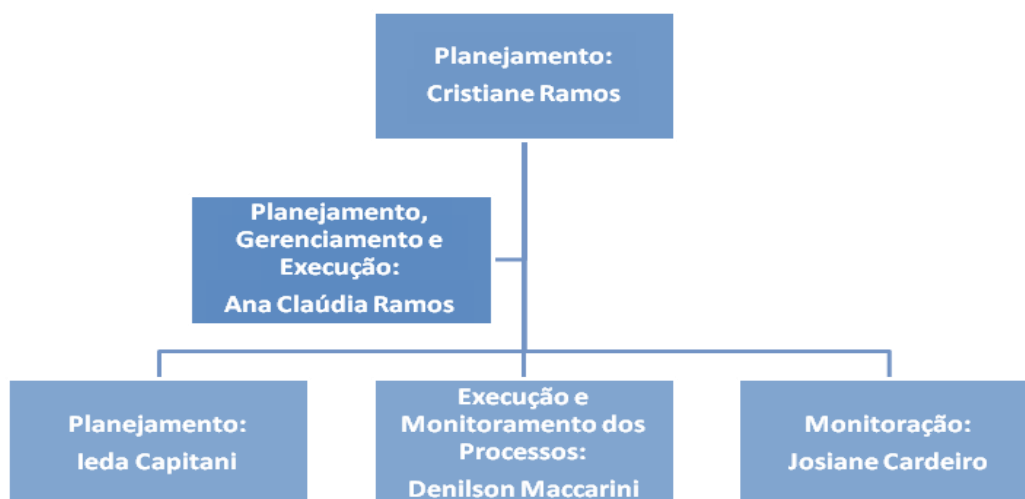 Planejamento:
Cristiane Ramos
Planejamento,
Gerenciamento e
Execução:
Ana Claúdia Ramos
Planejamento:
Ieda Capitani
Execução e
Monitoramento dos
Processos:
Denilson Maccarini
Monitoração:
Josiane Cardeiro